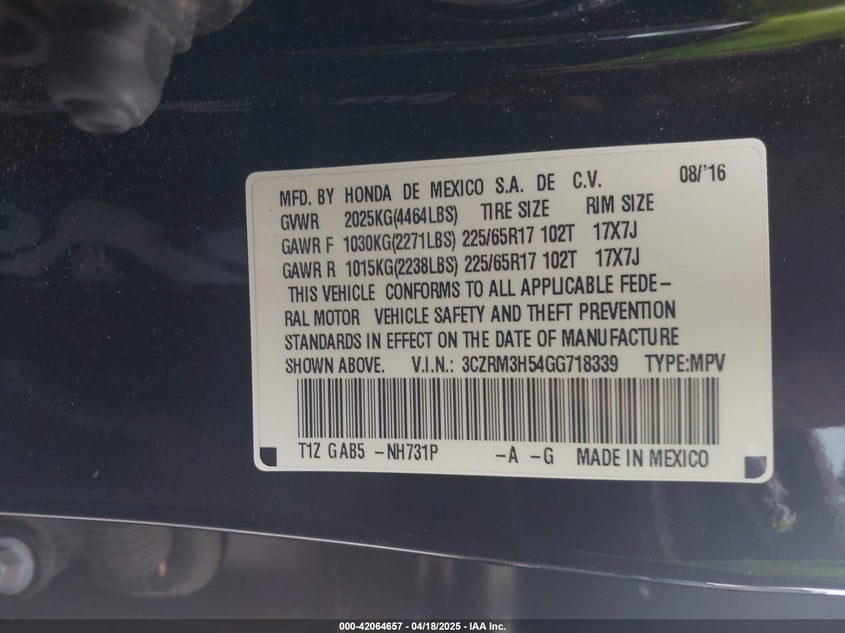 MFD. BY HONDA DE MEXICO S.A. DE C.V. 08/'16
GVWR 2025KG(4464LBS) TIRE SIZE RIM SIZE
GAWR F 1030KG(2271LBS) 225/65R17 102T 17X7J
GAWR R 1015KG(2238LBS) 225/65R17 102T 17X7J
THIS VEHICLE CONFORMS TO ALL APPLICABLE FEDE-
RAL MOTOR VEHICLE SAFETY AND THEFT PREVENTION
STANDARDS IN EFFECT ON THE DATE OF MANUFACTURE
SHOWN ABOVE. V.I.N.: 3CZRM3H54GG718339 TYPE:MPV
T1Z GAB5 -NH731P -A -G MADE IN MEXICO
000-42064657 / 04/18/2025 - IAA Inc.